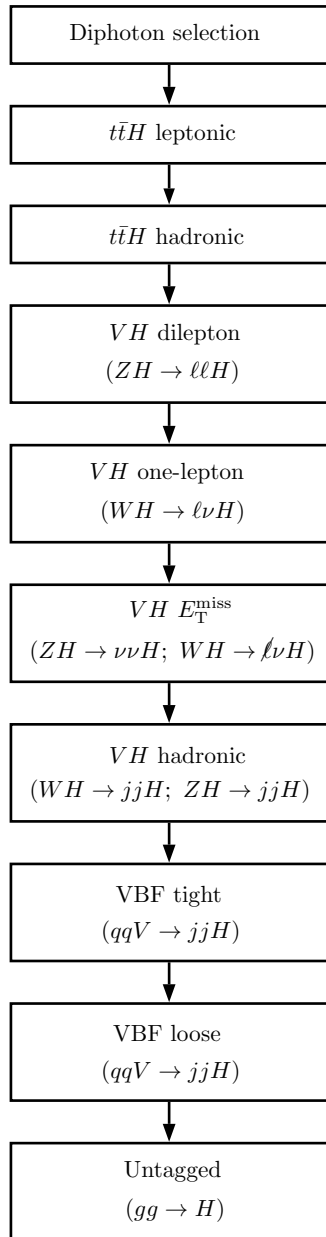 Diphoton selection
tt̄H leptonic
tt̄H hadronic
VH dilepton
(ZH → ℓℓH)
VH one-lepton
(WH → ℓνH)
VH E_T^miss
(ZH → ννH; WH → ℓ̸νH)
VH hadronic
(WH → jjH; ZH → jjH)
VBF tight
(qqV → jjH)
VBF loose
(qqV → jjH)
Untagged
(gg → H)